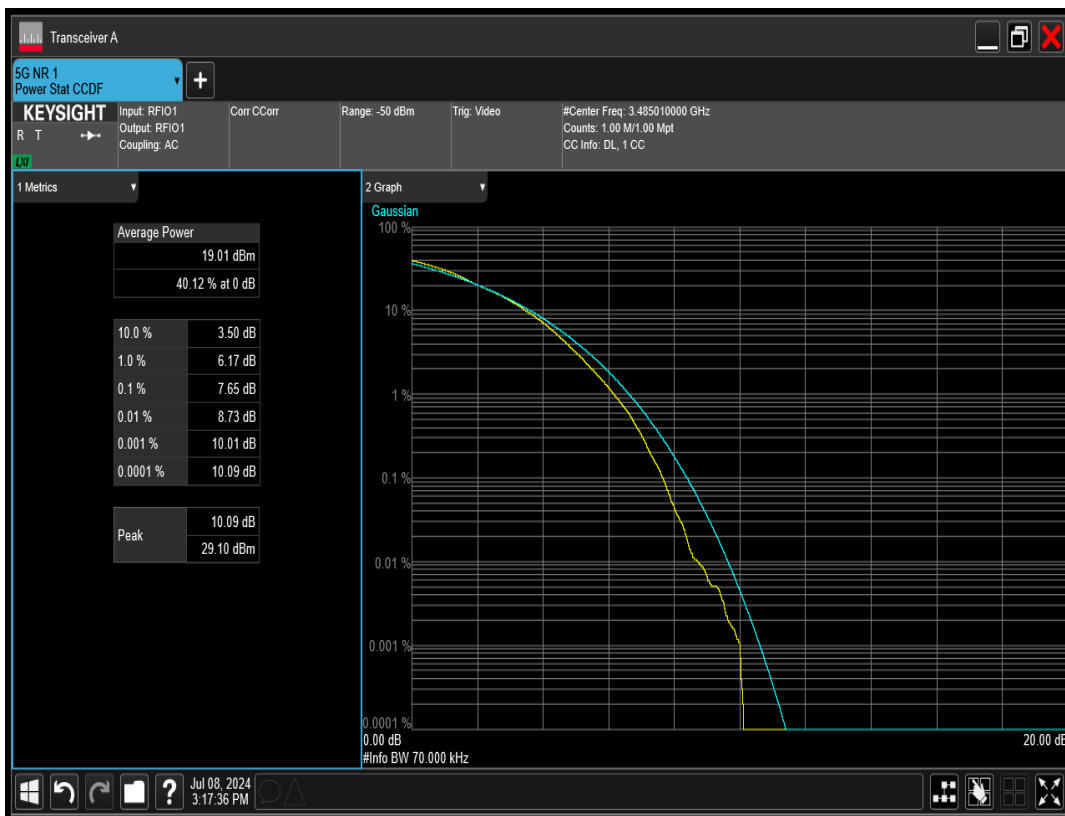 Transceiver A
5G NR 1
Power Stat CCDF
+
KEYSIGHT
R T
LXI
Input: RFIO1
Output: RFIO1
Coupling: AC
Corr CCorr
Range: -50 dBm
Trig: Video
#Center Freq: 3.485010000 GHz
Counts: 1.00 M/1.00 Mpt
CC Info: DL, 1 CC
1 Metrics
Average Power
19.01 dBm
40.12 % at 0 dB
10.0 % 3.50 dB
1.0 % 6.17 dB
0.1 % 7.65 dB
0.01 % 8.73 dB
0.001 % 10.01 dB
0.0001 % 10.09 dB
Peak 10.09 dB
29.10 dBm
2 Graph
Gaussian
100 %
10 %
1 %
0.1 %
0.01 %
0.001 %
0.0001 %
0.00 dB 20.00 dB
#Info BW 70.000 kHz
?
Jul 08, 2024
3:17:36 PM